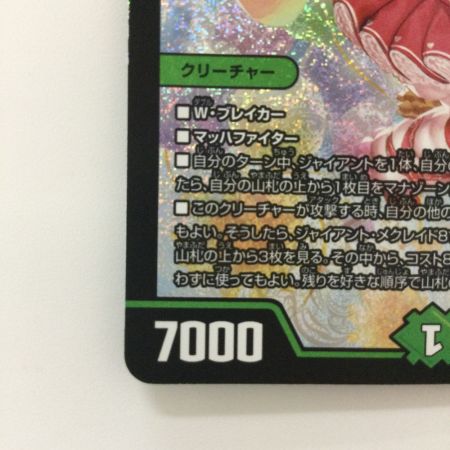 クリーチャー
■W・ブレイカー
■マッハファイター
■自分のターン中、ジャイアントを1体、自分
たら、自分の山札の上から1枚目をマナゾーン
■このクリーチャーが攻撃する時、自分の他の
もよい。そうしたら、ジャイアント・メクレイド8
山札の上から3枚を見る。その中から、コスト8
わずに使ってもよい。残りを好きな順序で山札
7000
1